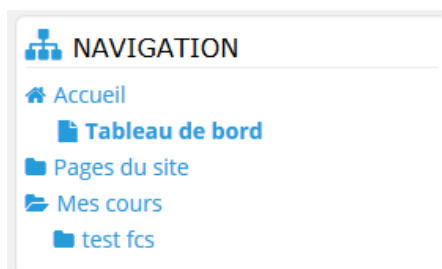 NAVIGATION
Accueil
Tableau de bord
Pages du site
Mes cours
test fcs